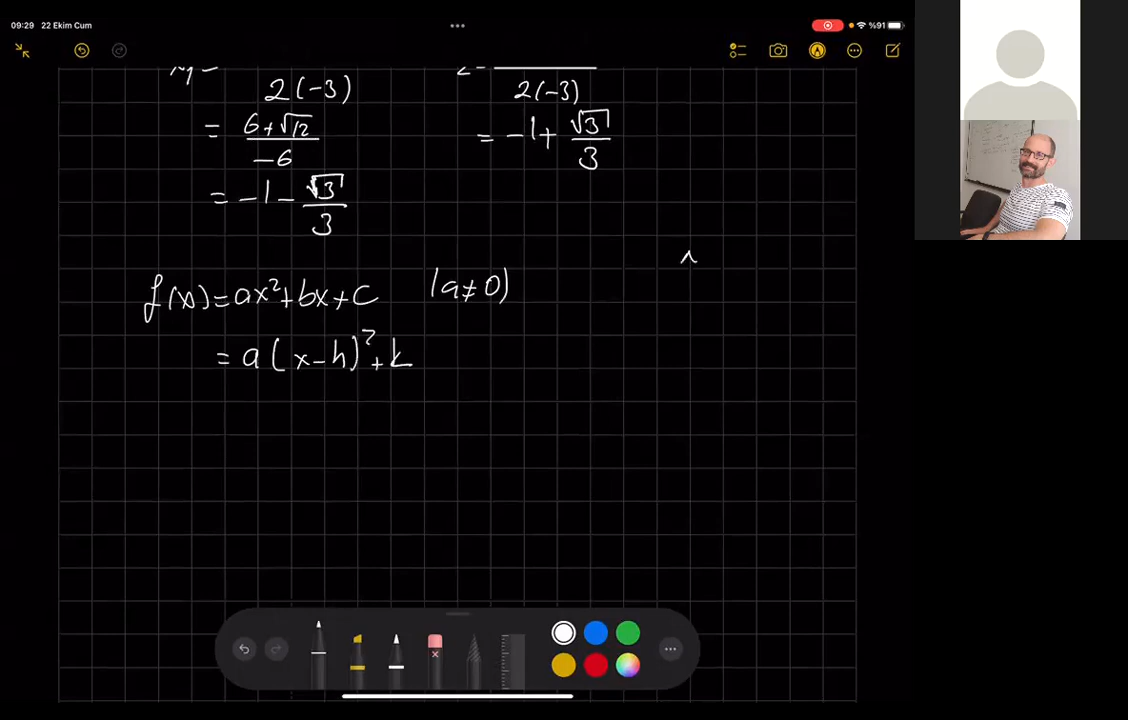 09:29 22 Ekim Cum %91
2(-3) 2(-3)
= (6+√12)/-6 = -1+ √3/3
= -1- √3/3
f(x)=ax²+bx+c (a≠0)
= a(x-h)²+k